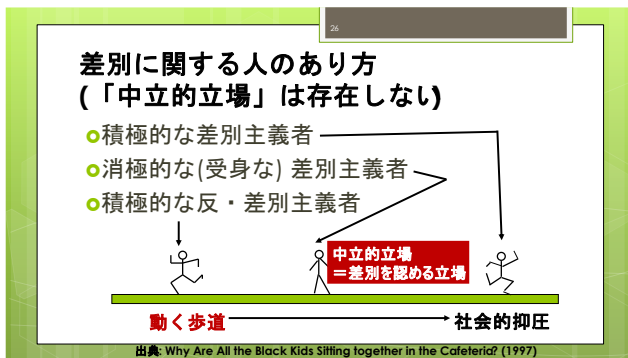 26
差別に関する人のあり方
(「中立的立場」は存在しない)
積極的な差別主義者
消極的な(受身な) 差別主義者
積極的な反・差別主義者
中立的立場
＝差別を認める立場
動く歩道
社会的抑圧
出典: Why Are All the Black Kids Sitting together in the Cafeteria? (1997)